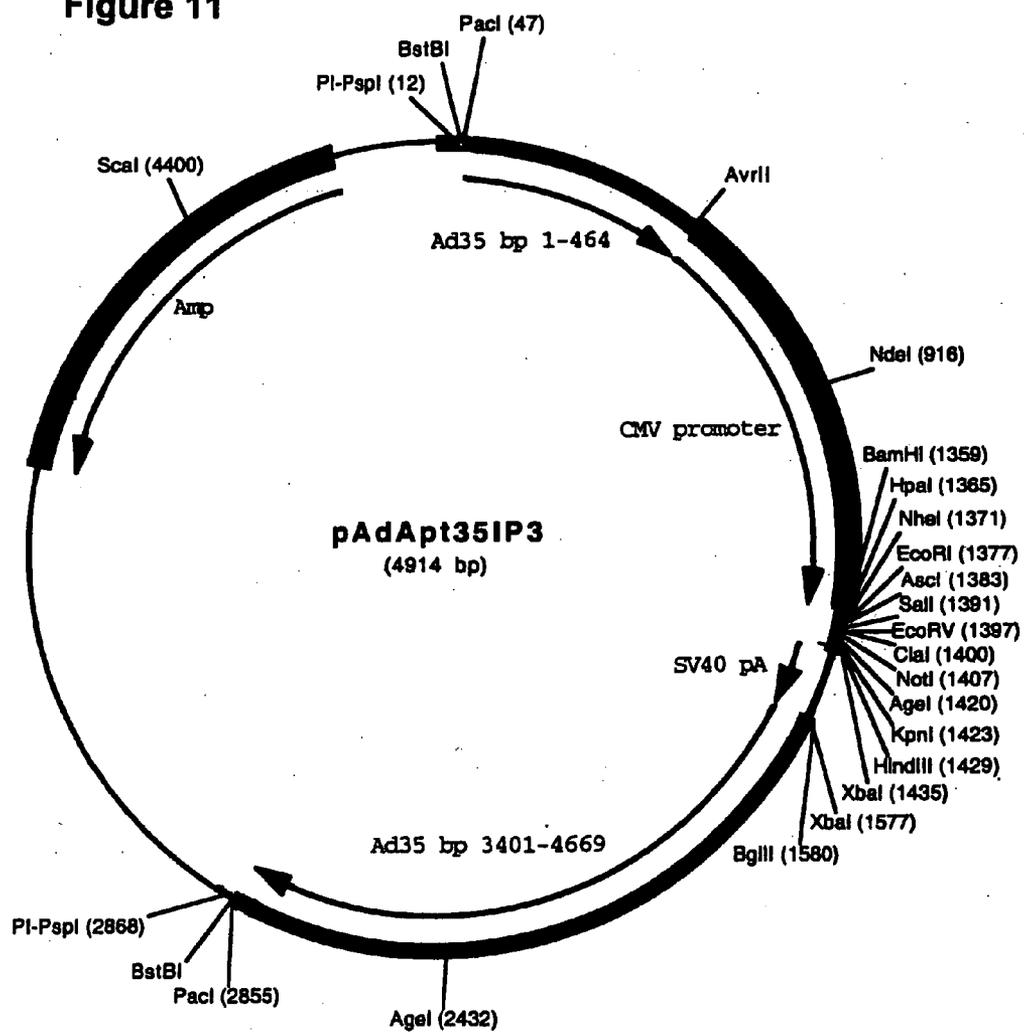 Figure 11
PacI (47)
BstBI
PI-PspI (12)
ScaI (4400)
AvrII
Ad35 bp 1-464
Amp
NdeI (916)
CMV promoter
BamHI (1359)
HpaI (1365)
NheI (1371)
EcoRI (1377)
AscI (1383)
SalI (1391)
EcoRV (1397)
ClaI (1400)
NotI (1407)
AgeI (1420)
KpnI (1423)
HindIII (1429)
XbaI (1435)
XbaI (1577)
BglII (1580)
pAdApt35IP3
(4914 bp)
SV40 pA
Ad35 bp 3401-4669
PI-PspI (2868)
BstBI
PacI (2855)
AgeI (2432)